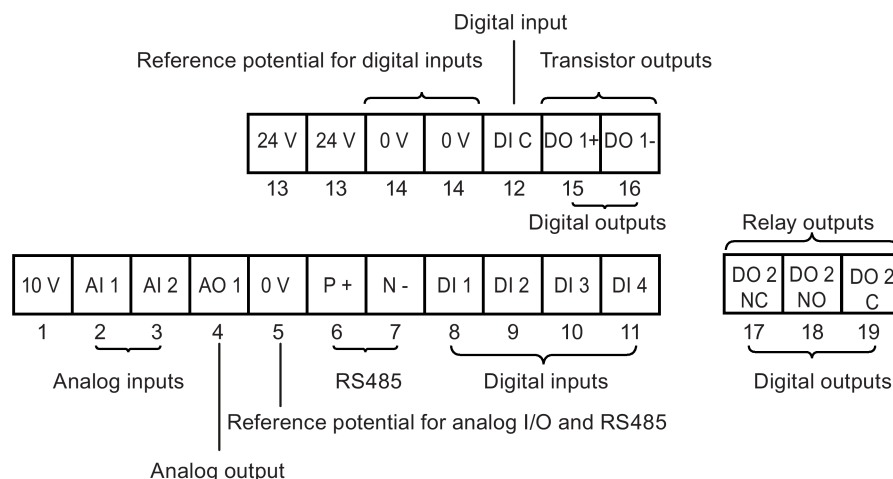 Digital input
Reference potential for digital inputs Transistor outputs
24 V 24 V 0 V 0 V DI C DO 1+ DO 1-
13 13 14 14 12 15 16
Digital outputs
Relay outputs
10 V AI 1 AI 2 AO 1 0 V P + N - DI 1 DI 2 DI 3 DI 4
DO 2 NC DO 2 NO DO 2 C
1 2 3 4 5 6 7 8 9 10 11 17 18 19
Analog inputs RS485 Digital inputs Digital outputs
Reference potential for analog I/O and RS485
Analog output